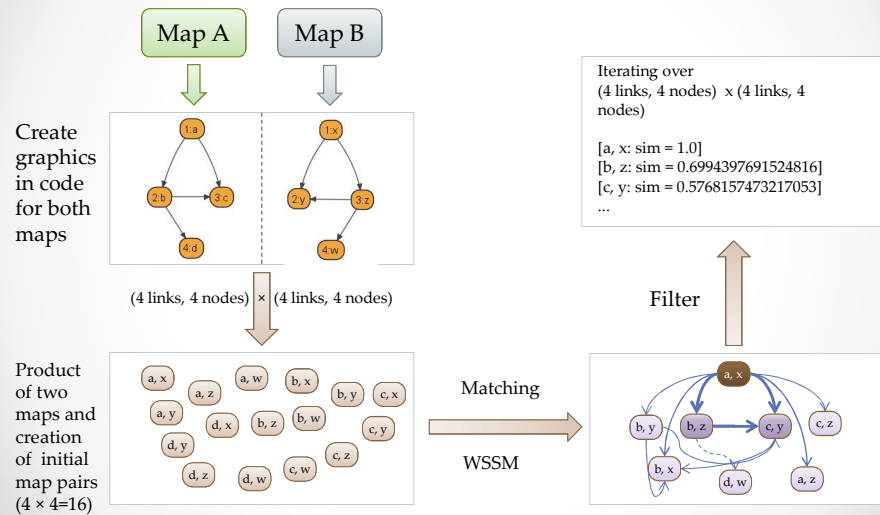 Map A
Map B
Create
graphics
in code
for both
maps
1:a
2:b
3:c
4:d
1:x
2:y
3:z
4:w
Iterating over
(4 links, 4 nodes) x (4 links, 4
nodes)
[a, x: sim = 1.0]
[b, z: sim = 0.6994397691524816]
[c, y: sim = 0.5768157473217053]
...
(4 links, 4 nodes) × (4 links, 4 nodes)
Filter
Product
of two
maps and
creation
of initial
map pairs
(4 × 4=16)
a, x
a, z
a, w
b, x
b, y
c, x
a, y
d, x
b, z
b, w
c, y
d, y
c, z
d, z
d, w
c, w
Matching
WSSM
a, x
b, y
b, z
c, y
c, z
b, x
d, w
a, z